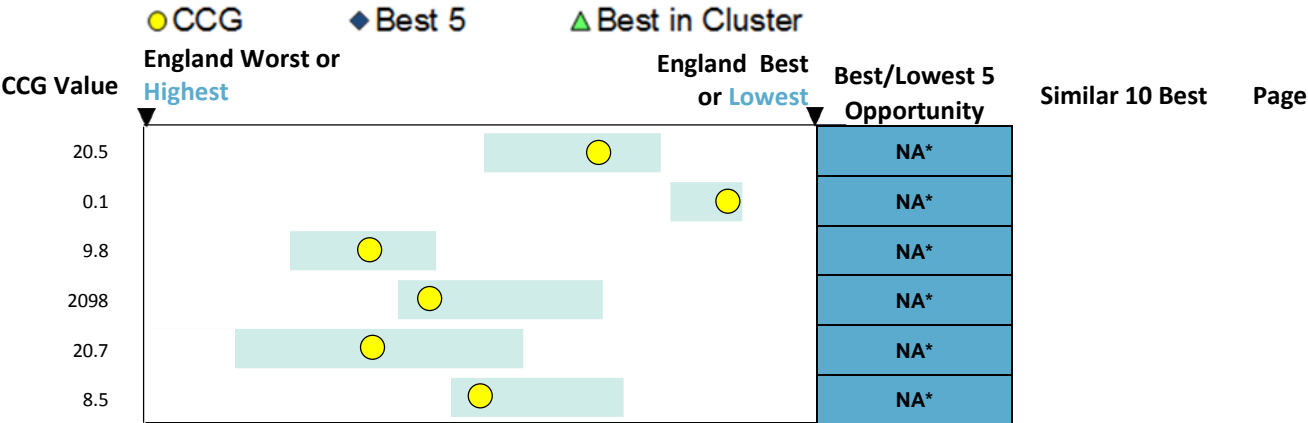 CCG Best 5 Best in Cluster
CCG Value England Worst or Highest England Best or Lowest Best/Lowest 5 Opportunity Similar 10 Best Page
20.5 NA*
0.1 NA*
9.8 NA*
2098 NA*
20.7 NA*
8.5 NA*